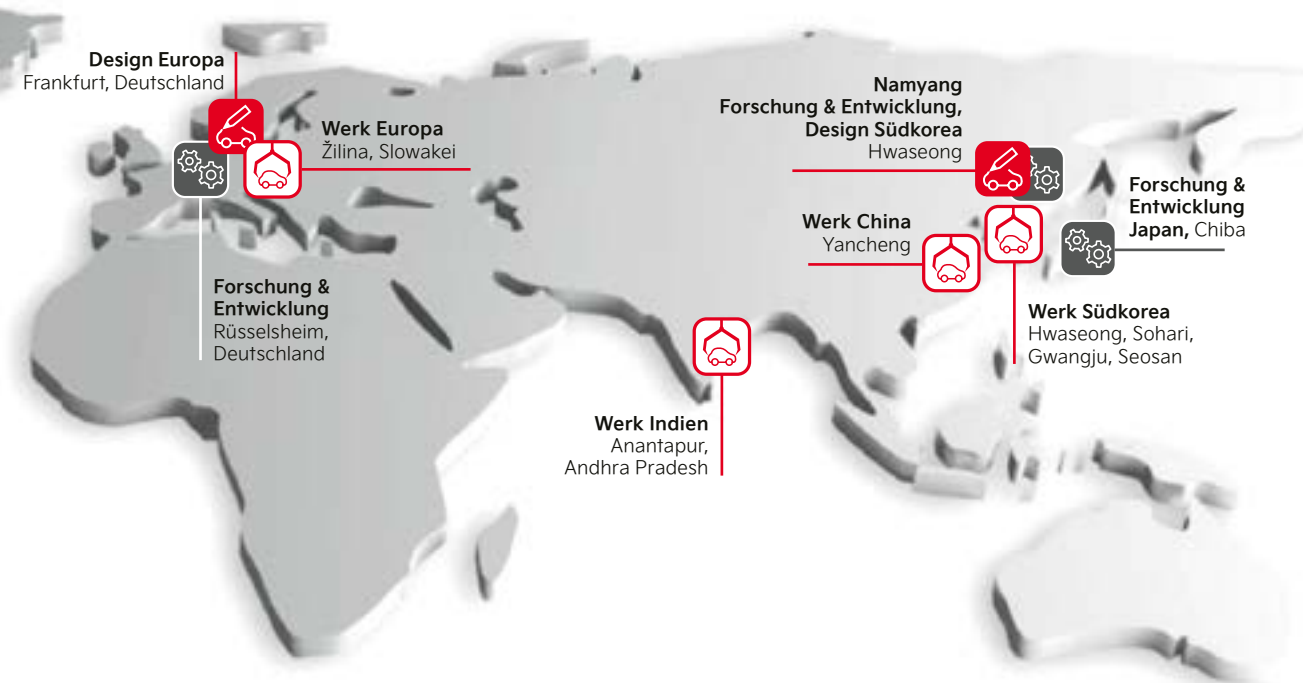 Design Europa
Frankfurt, Deutschland
Werk Europa
Žilina, Slowakei
Forschung &
Entwicklung
Rüsselsheim,
Deutschland
Namyang
Forschung & Entwicklung,
Design Südkorea
Hwaseong
Forschung &
Entwicklung
Japan, Chiba
Werk China
Yancheng
Werk Südkorea
Hwaseong, Sohari,
Gwangju, Seosan
Werk Indien
Anantapur,
Andhra Pradesh